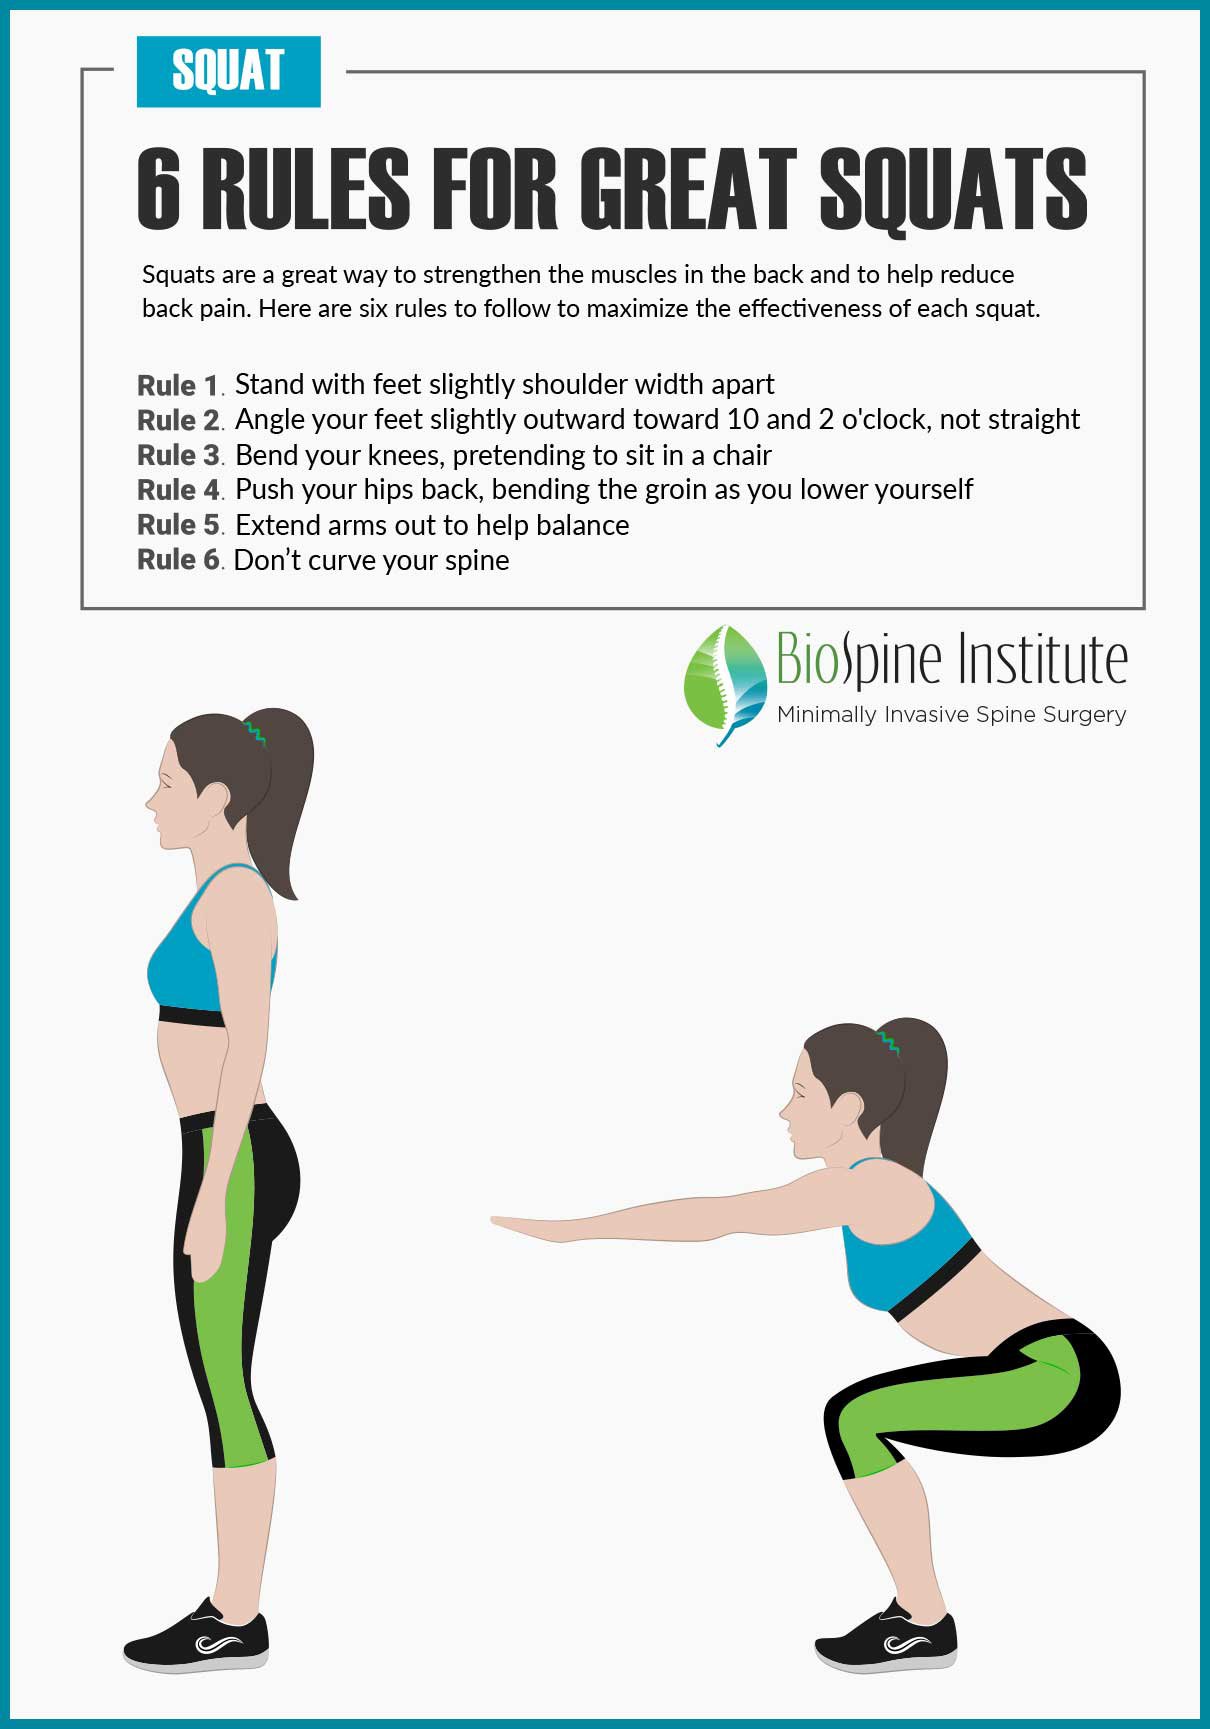 SQUAT
6 RULES FOR GREAT SQUATS
Squats are a great way to strengthen the muscles in the back and to help reduce
back pain. Here are six rules to follow to maximize the effectiveness of each squat.
Rule 1. Stand with feet slightly shoulder width apart
Rule 2. Angle your feet slightly outward toward 10 and 2 o'clock, not straight
Rule 3. Bend your knees, pretending to sit in a chair
Rule 4. Push your hips back, bending the groin as you lower yourself
Rule 5. Extend arms out to help balance
Rule 6. Don’t curve your spine
BioSpine Institute
Minimally Invasive Spine Surgery